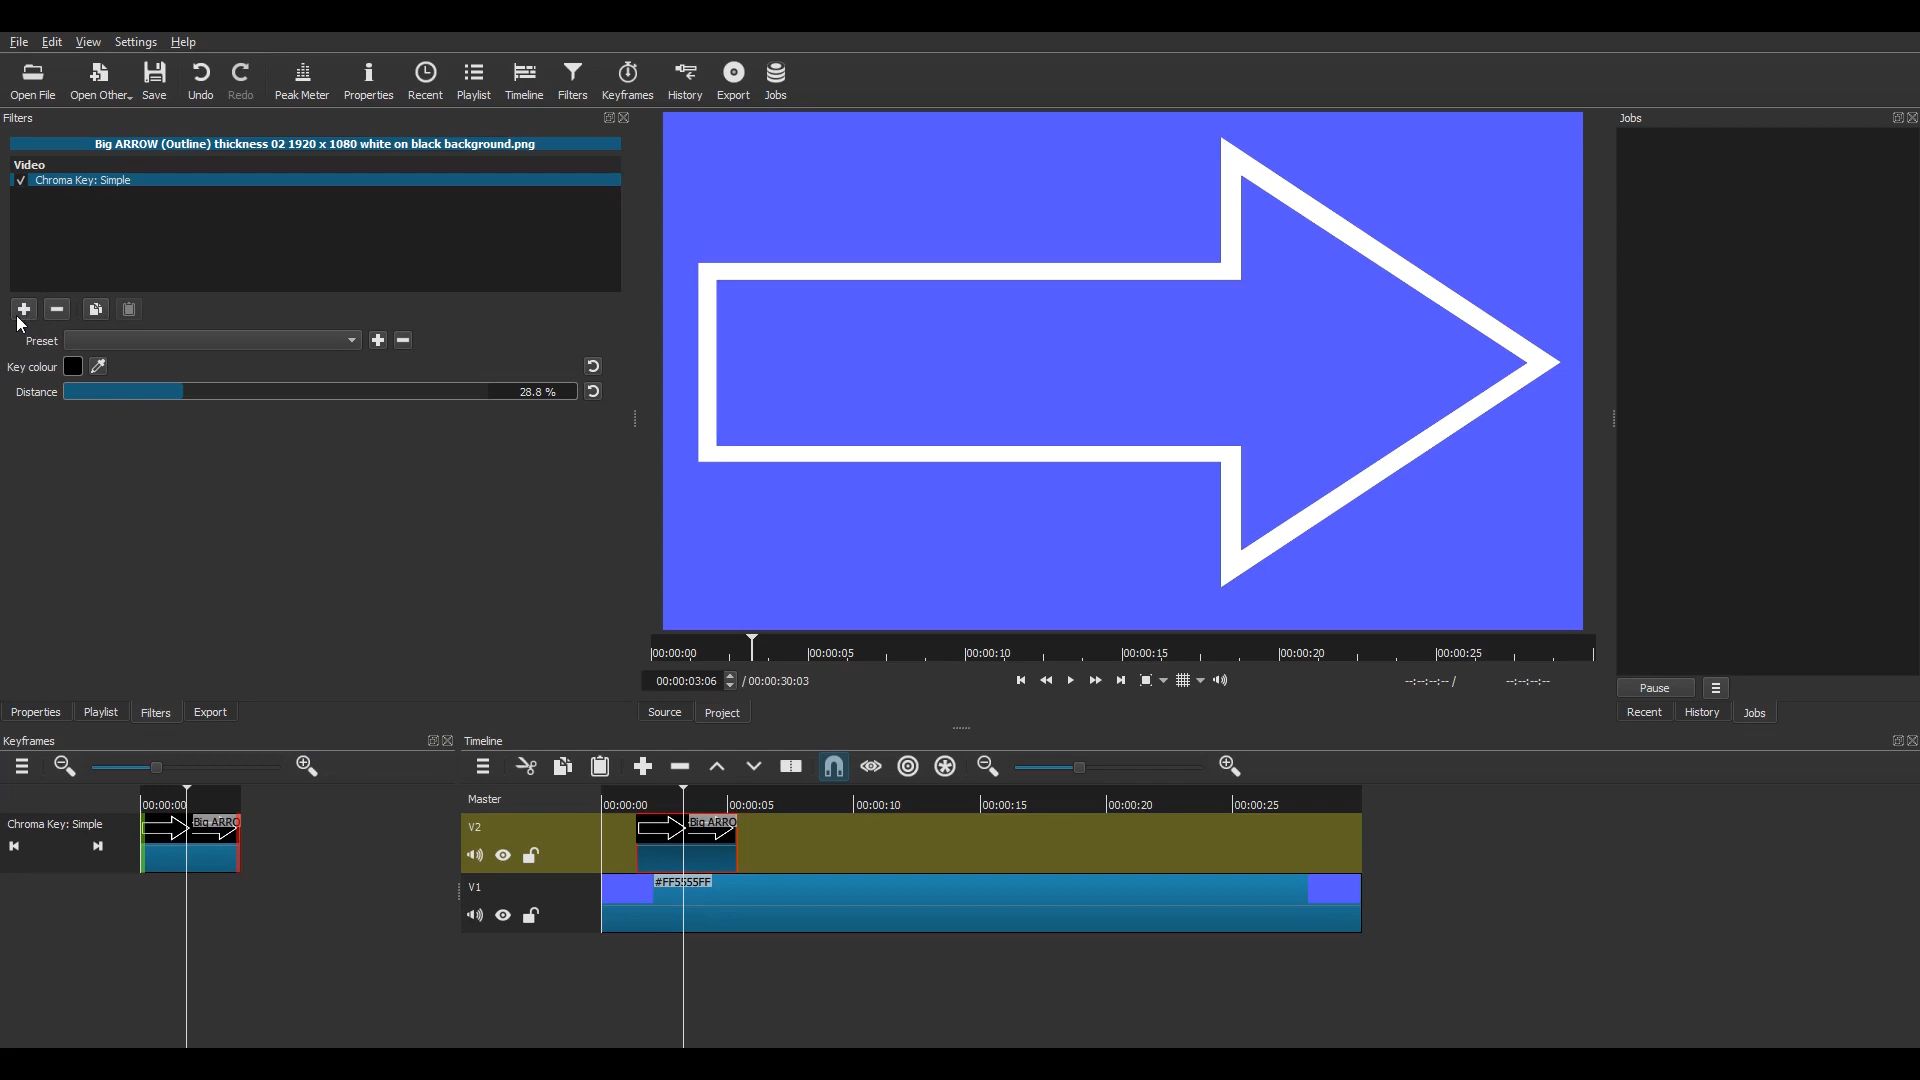 File Edit View Settings Help
Open File Open Other Save Undo Redo Peak Meter Properties Recent Playlist Timeline Filters Keyframes History Export Jobs
Filters
Big ARROW (Outline) thickness 02 1920 x 1080 white on black background.png
Video
✓ Chroma Key: Simple
Preset
Key colour
Distance 28.8 %
00:00:00 00:00:05 00:00:10 00:00:15 00:00:20 00:00:25
00:00:03:06 / 00:00:30:03 --:--:--:-- / --:--:--:--
Source Project
Properties Playlist Filters Export
Jobs
Pause
Recent History Jobs
Keyframes
00:00:00
Chroma Key: Simple
Big ARRO
Timeline
Master
00:00:00 00:00:05 00:00:10 00:00:15 00:00:20 00:00:25
V2
Big ARRO
V1
#FF5555FF